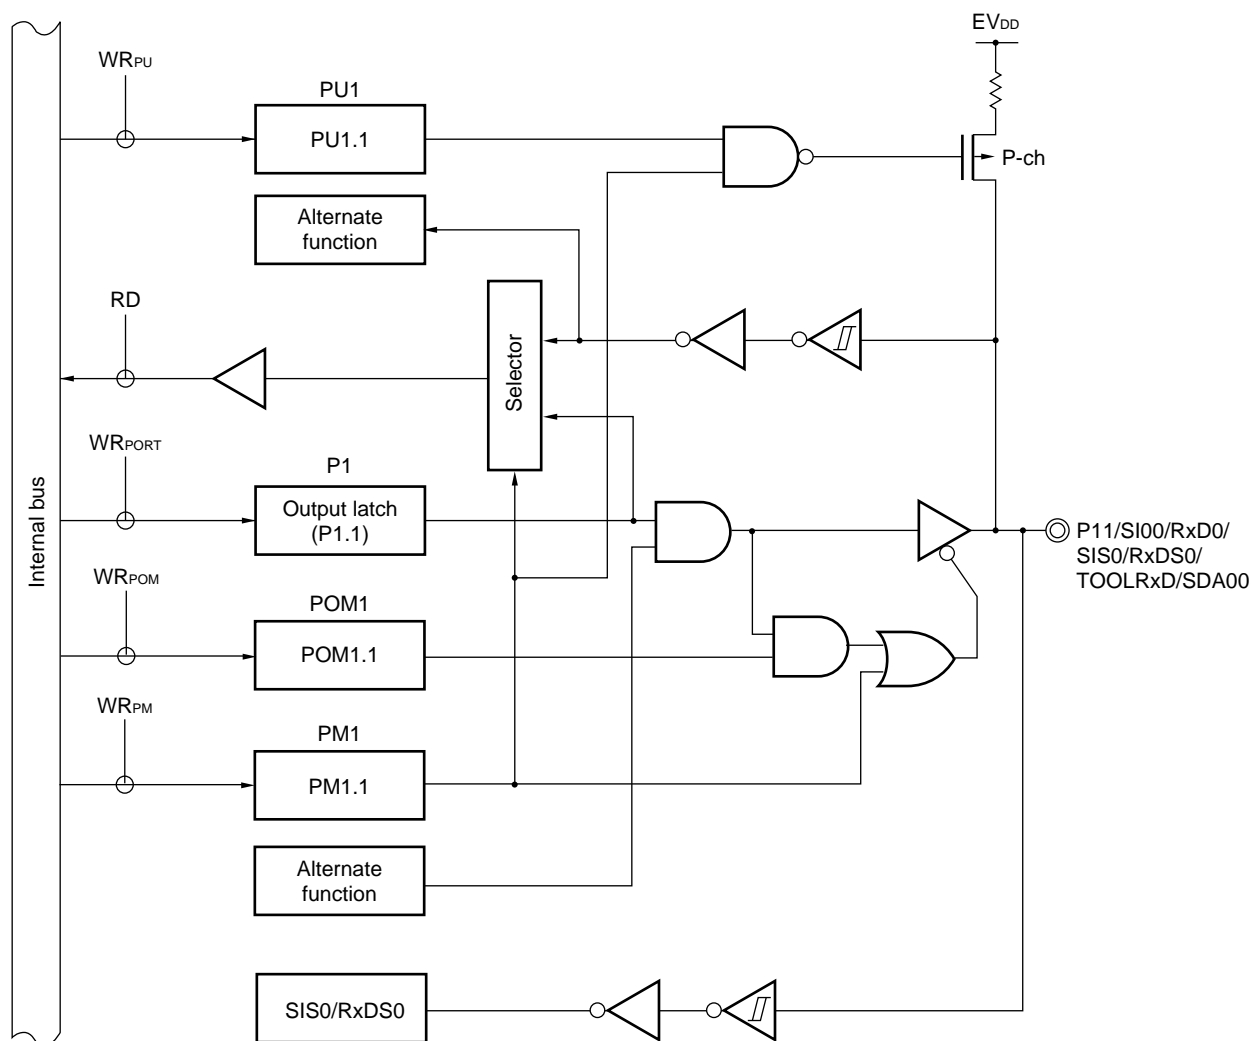 EVDD
WRPU
PU1
PU1.1
P-ch
Alternate
function
RD
Selector
WRPORT
P1
Output latch
(P1.1)
Internal bus
P11/SI00/RxD0/
SIS0/RxDS0/
TOOLRxD/SDA00
WRPOM
POM1
POM1.1
WRPM
PM1
PM1.1
Alternate
function
SIS0/RxDS0